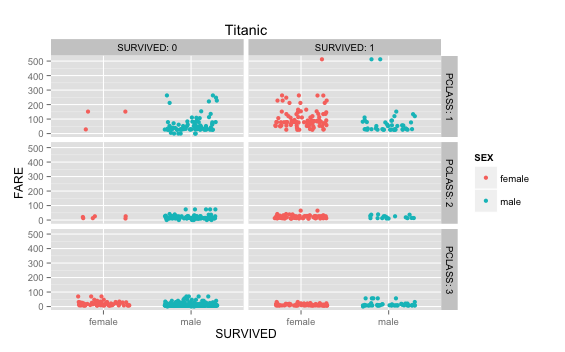 Titanic
SURVIVED: 0 SURVIVED: 1
500
400
300
200
100
0
PCLASS: 1
500
400
300
200
100
0
PCLASS: 2
500
400
300
200
100
0
PCLASS: 3
FARE
female male female male
SURVIVED
SEX
female
male